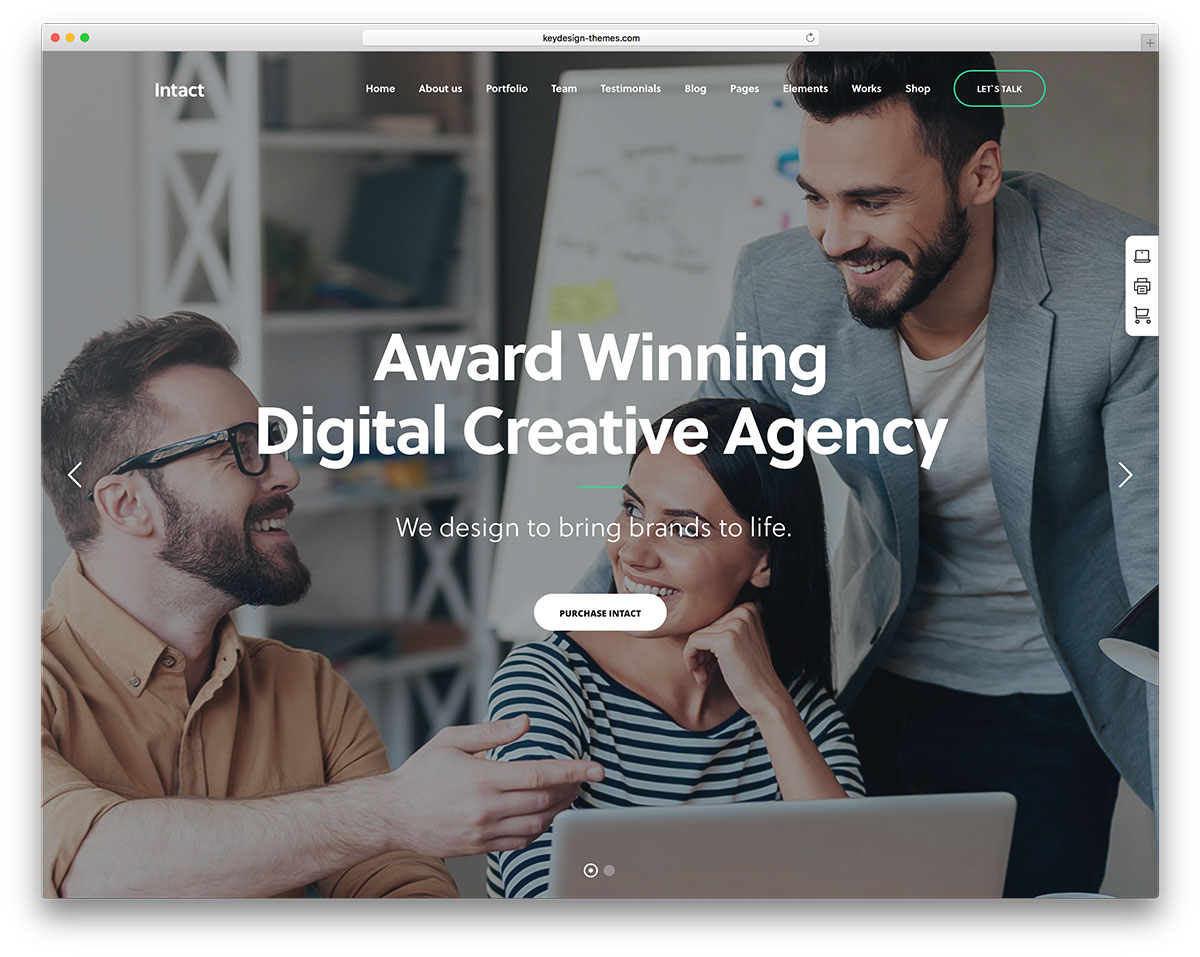 keydesign-themes.com
Intact
Home About us Portfolio Team Testimonials Blog Pages Elements Works Shop LET`S TALK
Award Winning
Digital Creative Agency
We design to bring brands to life.
PURCHASE INTACT